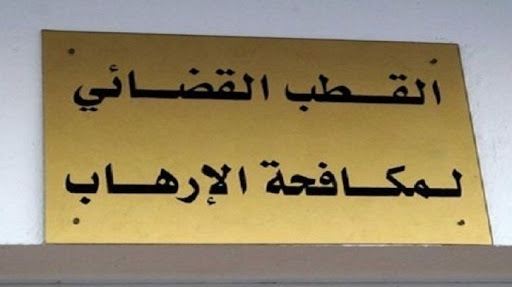 القطب القضائي
لمكافحة الإرهاب